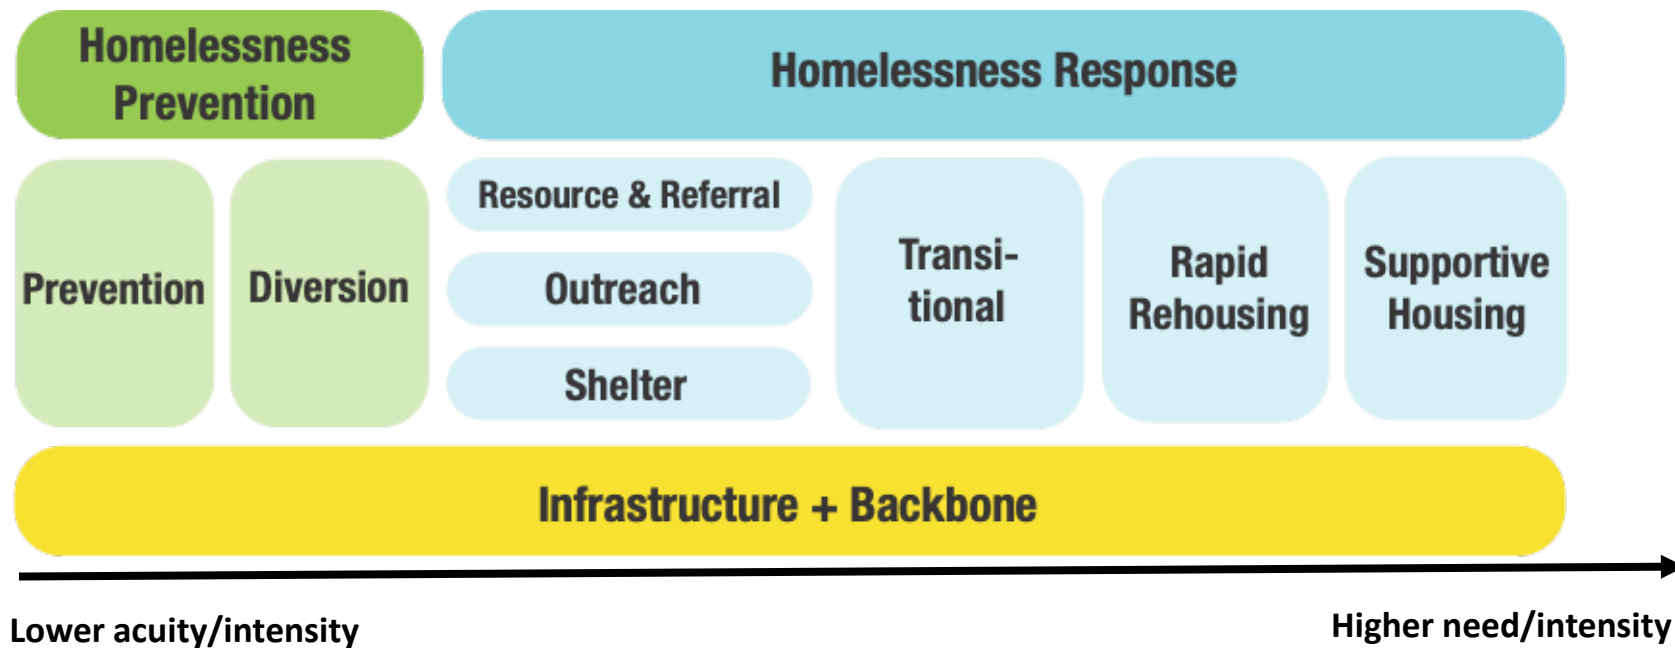 Homelessness
Prevention
Homelessness Response
Prevention
Diversion
Resource & Referral
Outreach
Shelter
Transi-
tional
Rapid
Rehousing
Supportive
Housing
Infrastructure + Backbone
Lower acuity/intensity
Higher need/intensity